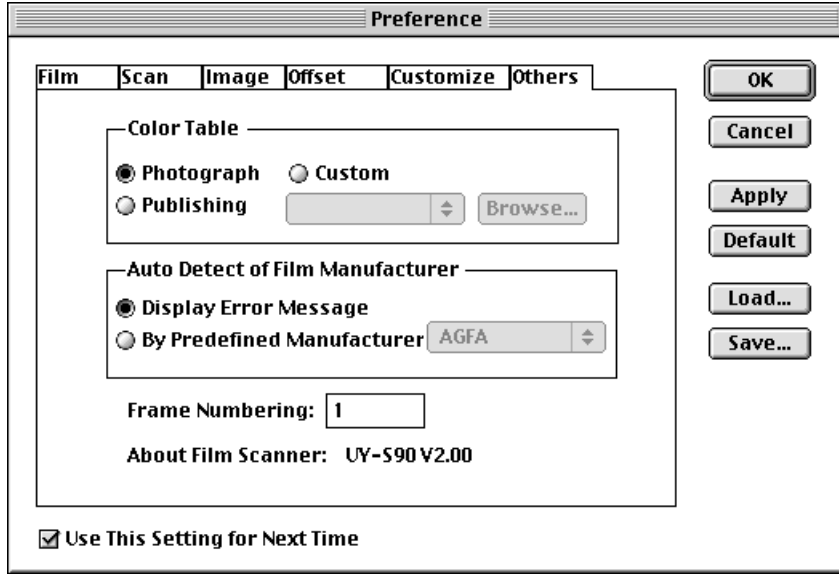 Preference
Film Scan Image Offset Customize Others
Color Table
Photograph Custom
Publishing Browse...
Auto Detect of Film Manufacturer
Display Error Message
By Predefined Manufacturer AGFA
Frame Numbering: 1
About Film Scanner: UY-S90 V2.00
Use This Setting for Next Time
OK
Cancel
Apply
Default
Load...
Save...